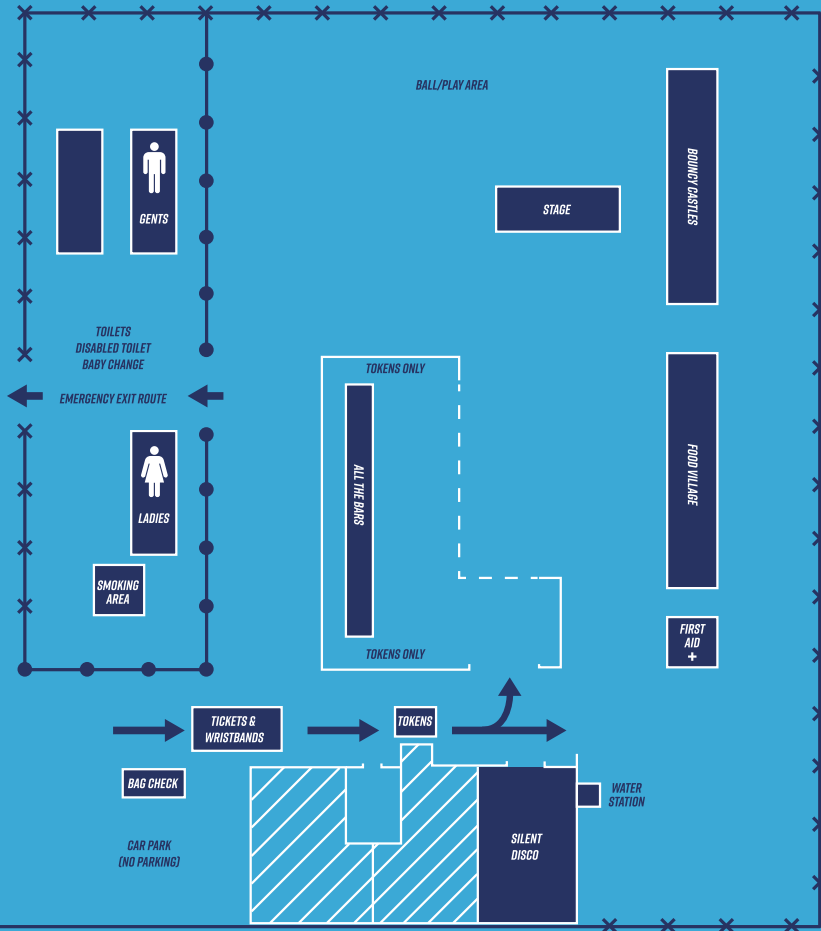 BALL/PLAY AREA
BOUNCY CASTLES
STAGE
GENTS
TOILETS
DISABLED TOILET
BABY CHANGE
EMERGENCY EXIT ROUTE
TOKENS ONLY
ALL THE BARS
FOOD VILLAGE
LADIES
SMOKING
AREA
FIRST
AID
+
TOKENS ONLY
TICKETS &
WRISTBANDS
TOKENS
BAG CHECK
WATER
STATION
CAR PARK
(NO PARKING)
SILENT
DISCO